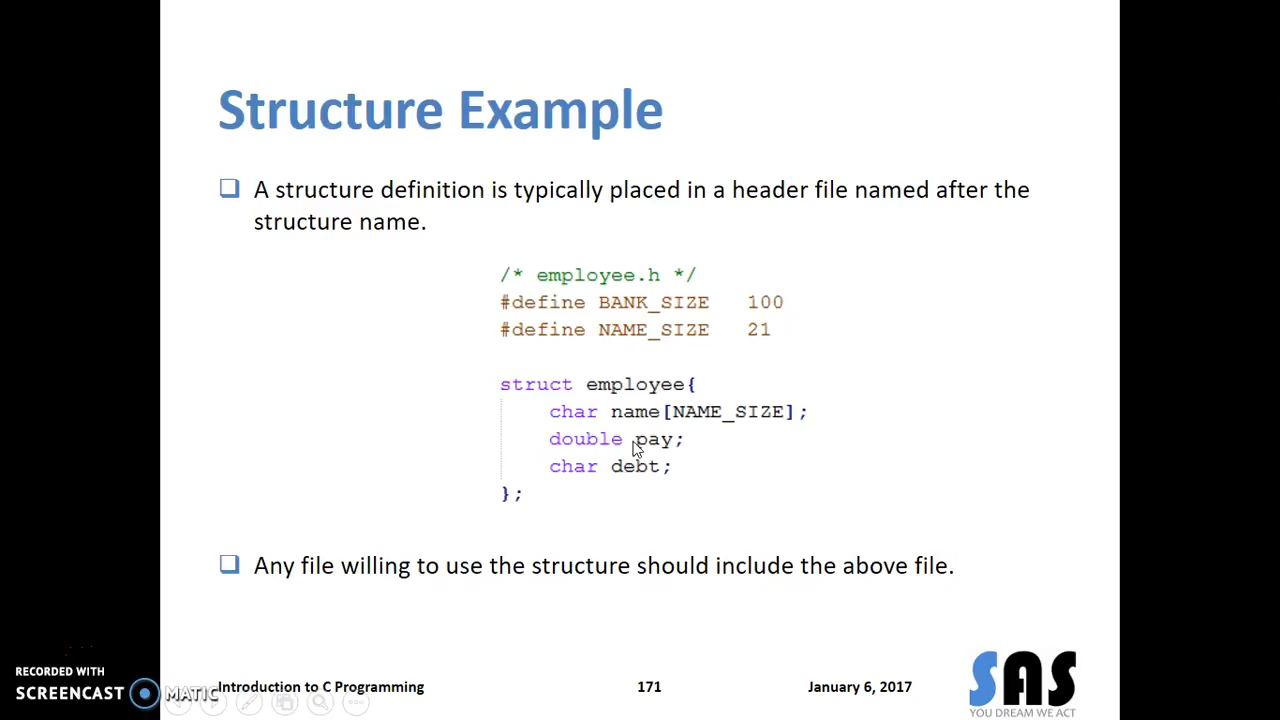 Structure Example
A structure definition is typically placed in a header file named after the
structure name.
/* employee.h */
#define BANK_SIZE 100
#define NAME_SIZE 21
struct employee{
char name[NAME_SIZE];
double pay;
char debt;
};
Any file willing to use the structure should include the above file.
RECORDED WITH
SCREENCAST MATIC
Introduction to C Programming
171
January 6, 2017
SAS
YOU DREAM WE ACT